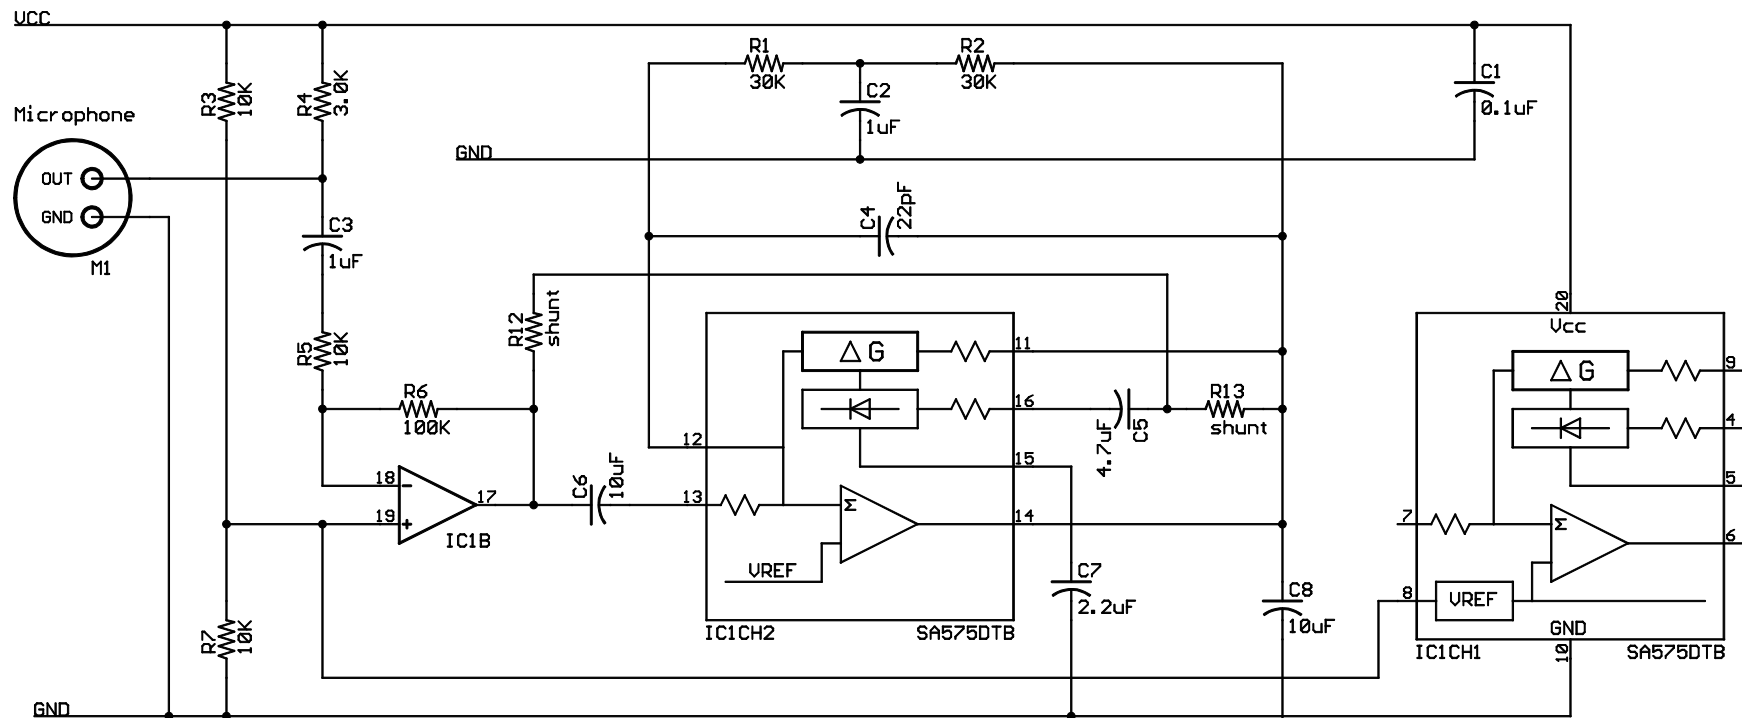 VCC
R1
30K
R2
30K
C1
0.1uF
C2
1uF
R3
10K
R4
3.0K
Microphone
OUT
GND
M1
GND
C4
22pF
C3
1uF
R12
shunt
R5
10K
R6
100K
20
Vcc
△ G
11
△ G
9
16
4.7uF
C5
R13
shunt
4
12
15
5
18
-
17
C6
10uF
13
Σ
14
19
+
IC1B
VREF
7
Σ
6
C7
2.2uF
C8
10uF
8
VREF
R7
10K
IC1CH2
SA575DTB
GND
IC1CH1
10
SA575DTB
GND